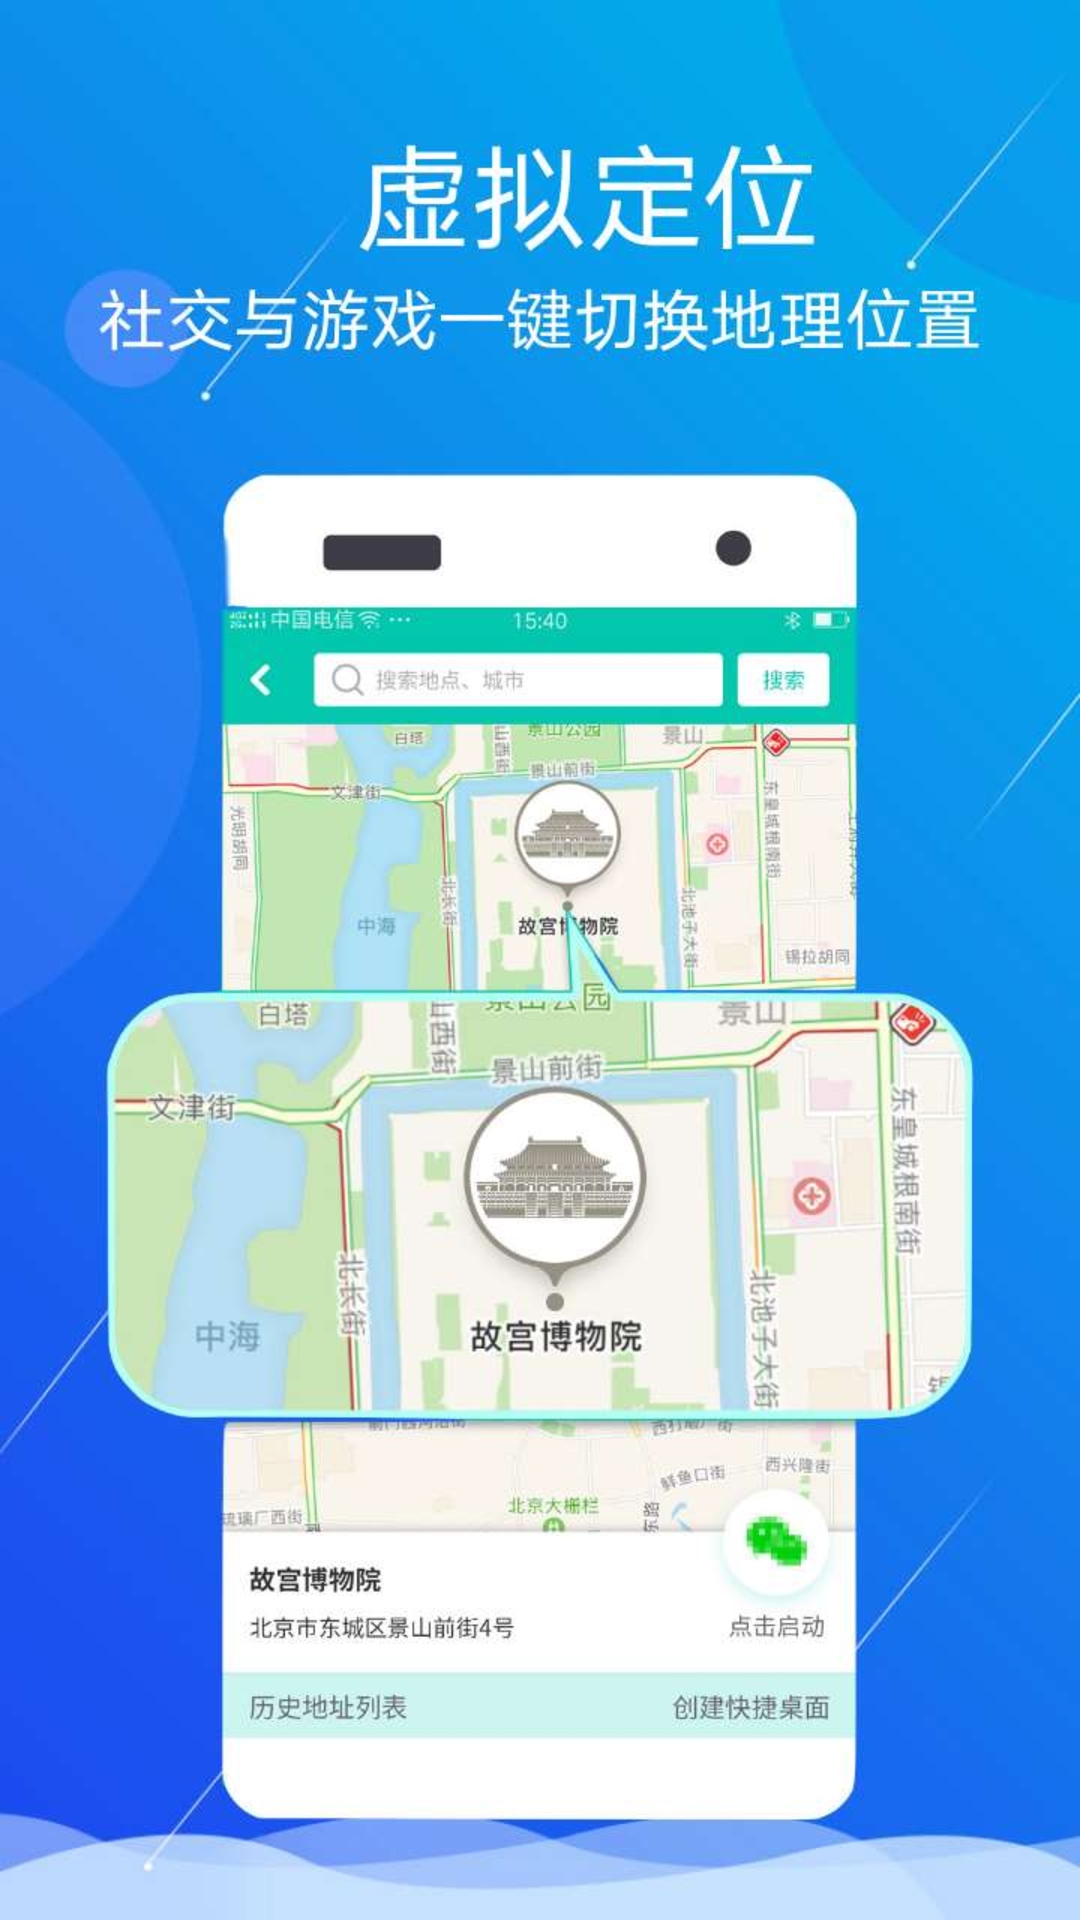 虚拟定位
社交与游戏一键切换地理位置
中国电信 ··· 15:40
搜索地点、城市 搜索
白塔 山西街 景山公园 景山
景山前街
文津街
光明胡同
东皇城根南街
北长街
北池子大街
中海
故宫博物院
锡拉胡同
白塔 山西街 景山公园 景山
景山前街
文津街
东皇城根南街
北长街
北池子大街
中海
故宫博物院
鲜鱼口街 西兴隆街
北京大栅栏
琉璃厂西街
东路
故宫博物院
北京市东城区景山前街4号
点击启动
历史地址列表 创建快捷桌面